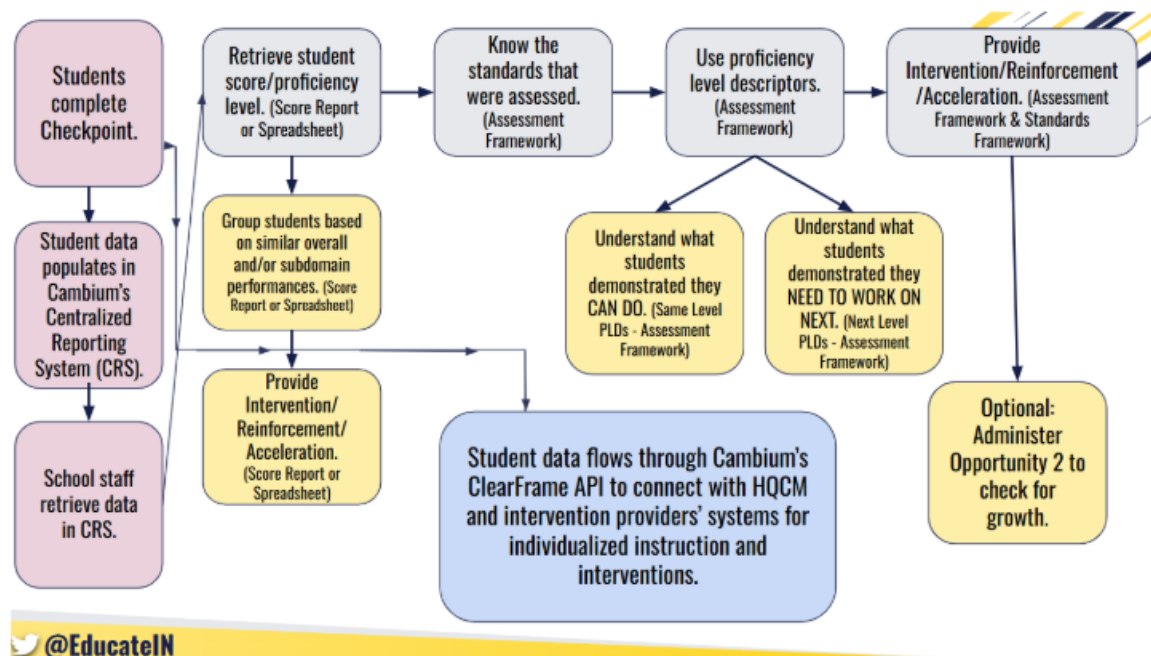 Students
complete
Checkpoint.
Student data
populates in
Cambium's
Centralized
Reporting
System (CRS).
School staff
retrieve data
in CRS.
Retrieve student
score/proficiency
level. (Score Report
or Spreadsheet)
Group students based
on similar overall
and/or subdomain
performances. (Score
Report or Spreadsheet)
Provide
Intervention/
Reinforcement/
Acceleration.
(Score Report or
Spreadsheet)
Know the
standards that
were assessed.
(Assessment
Framework)
Use proficiency
level descriptors.
(Assessment
Framework)
Understand what
students
demonstrated they
CAN DO. (Same Level
PLDs - Assessment
Framework)
Understand what
students
demonstrated they
NEED TO WORK ON
NEXT. (Next Level
PLDs - Assessment
Framework)
Provide
Intervention/Reinforcement
/Acceleration. (Assessment
Framework & Standards
Framework)
Optional:
Administer
Opportunity 2 to
check for
growth.
Student data flows through Cambium's
ClearFrame API to connect with HQCM
and intervention providers' systems for
individualized instruction and
interventions.
@EducateIN